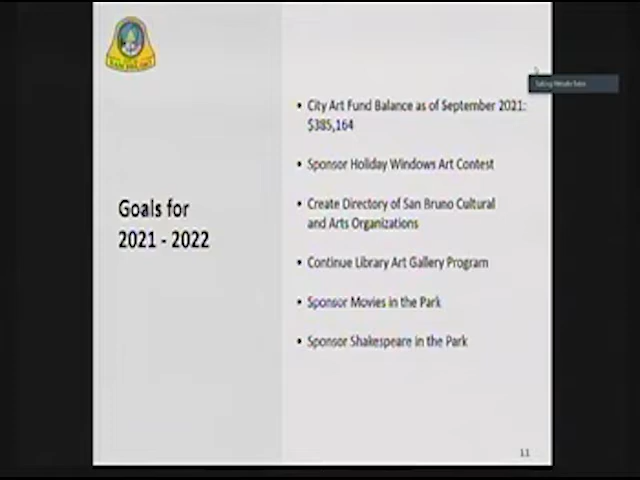 Goals for
2021 - 2022
• City Art Fund Balance as of September 2021:
$385,164
• Sponsor Holiday Windows Art Contest
• Create Directory of San Bruno Cultural
and Arts Organizations
• Continue Library Art Gallery Program
• Sponsor Movies in the Park
• Sponsor Shakespeare in the Park
11